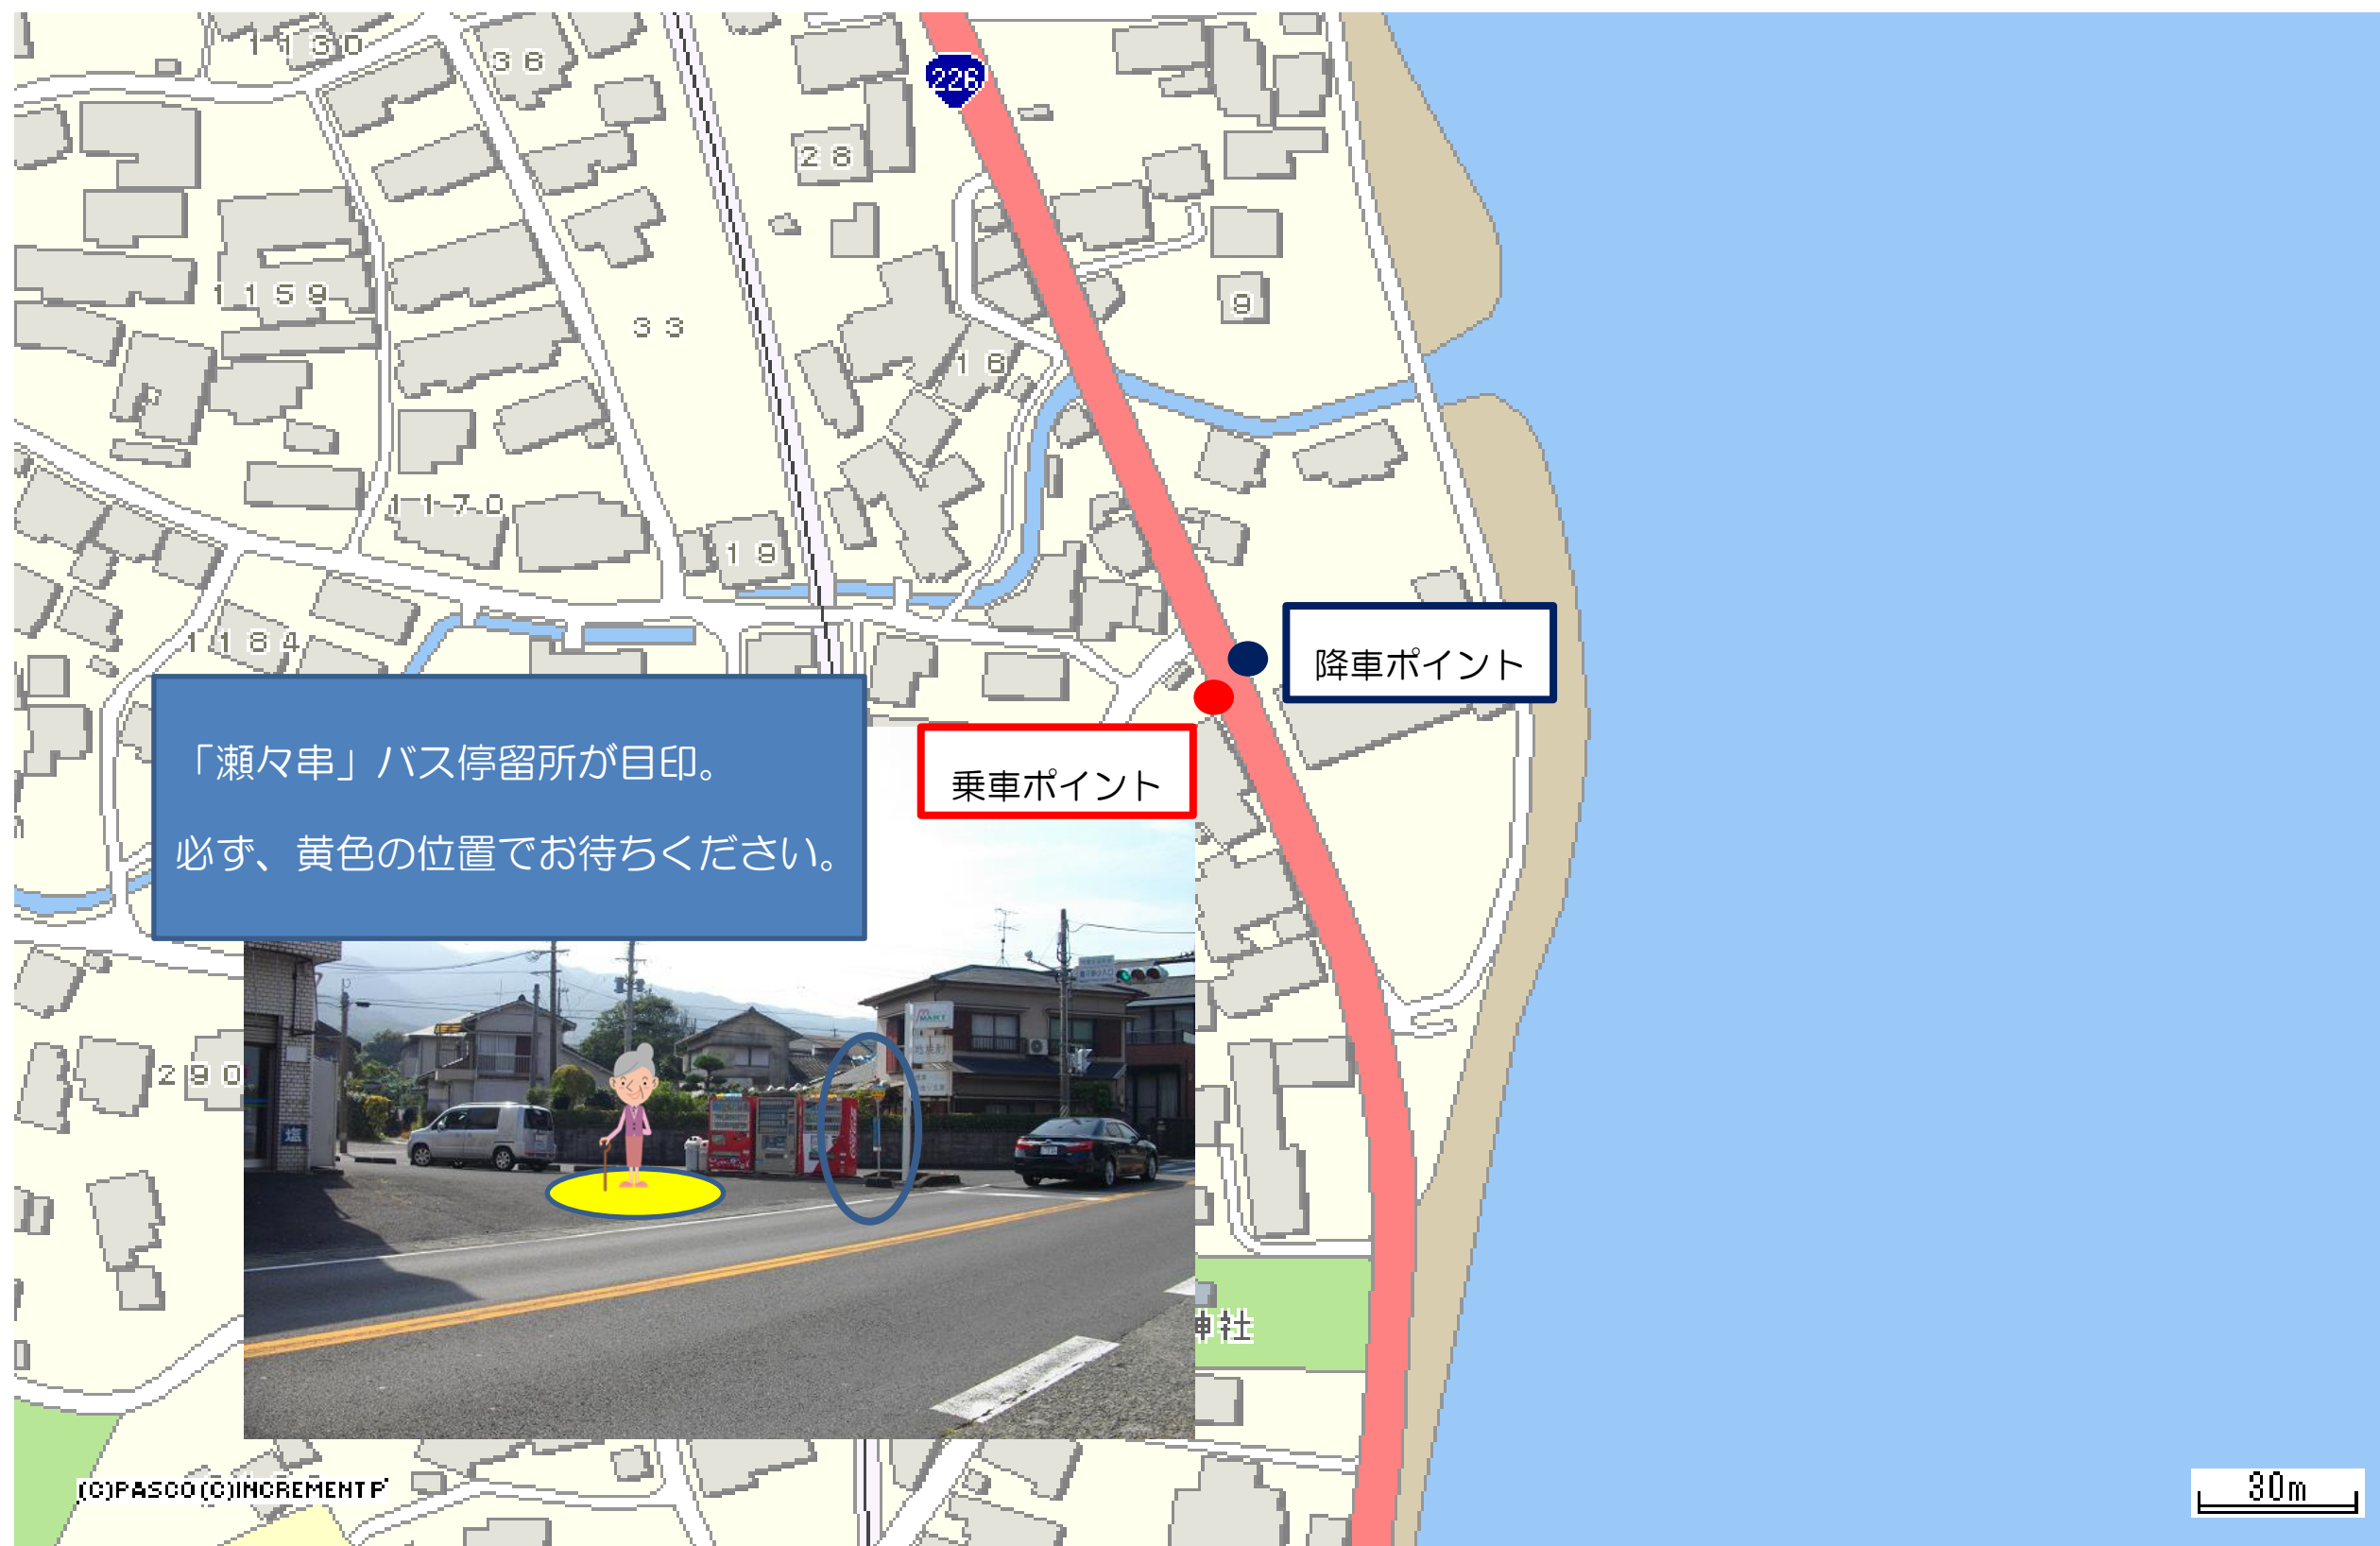 1130
36
226
28
1159
33
9
16
1170
19
1184
降車ポイント
「瀬々串」バス停留所が目印。
必ず、黄色の位置でお待ちください。
乗車ポイント
290
MART
塩
神社
(C)PASCO(C)INCREMENT P
30m